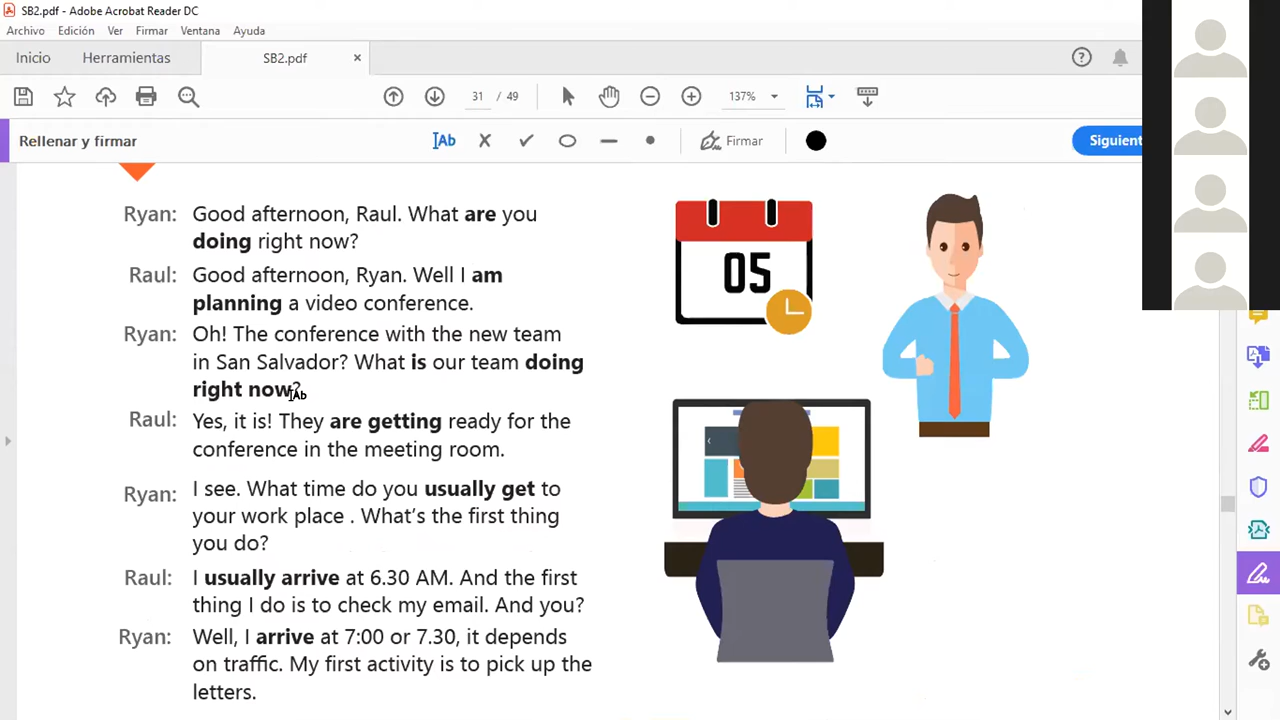 SB2.pdf - Adobe Acrobat Reader DC
Archivo Edición Ver Firmar Ventana Ayuda
Inicio Herramientas SB2.pdf ×
31 / 49 137%
Rellenar y firmar Ab Firmar Siguient
Ryan: Good afternoon, Raul. What are you
doing right now?
Raul: Good afternoon, Ryan. Well I am
planning a video conference.
Ryan: Oh! The conference with the new team
in San Salvador? What is our team doing
right now?
Raul: Yes, it is! They are getting ready for the
conference in the meeting room.
Ryan: I see. What time do you usually get to
your work place . What's the first thing
you do?
Raul: I usually arrive at 6.30 AM. And the first
thing I do is to check my email. And you?
Ryan: Well, I arrive at 7:00 or 7.30, it depends
on traffic. My first activity is to pick up the
letters.
05